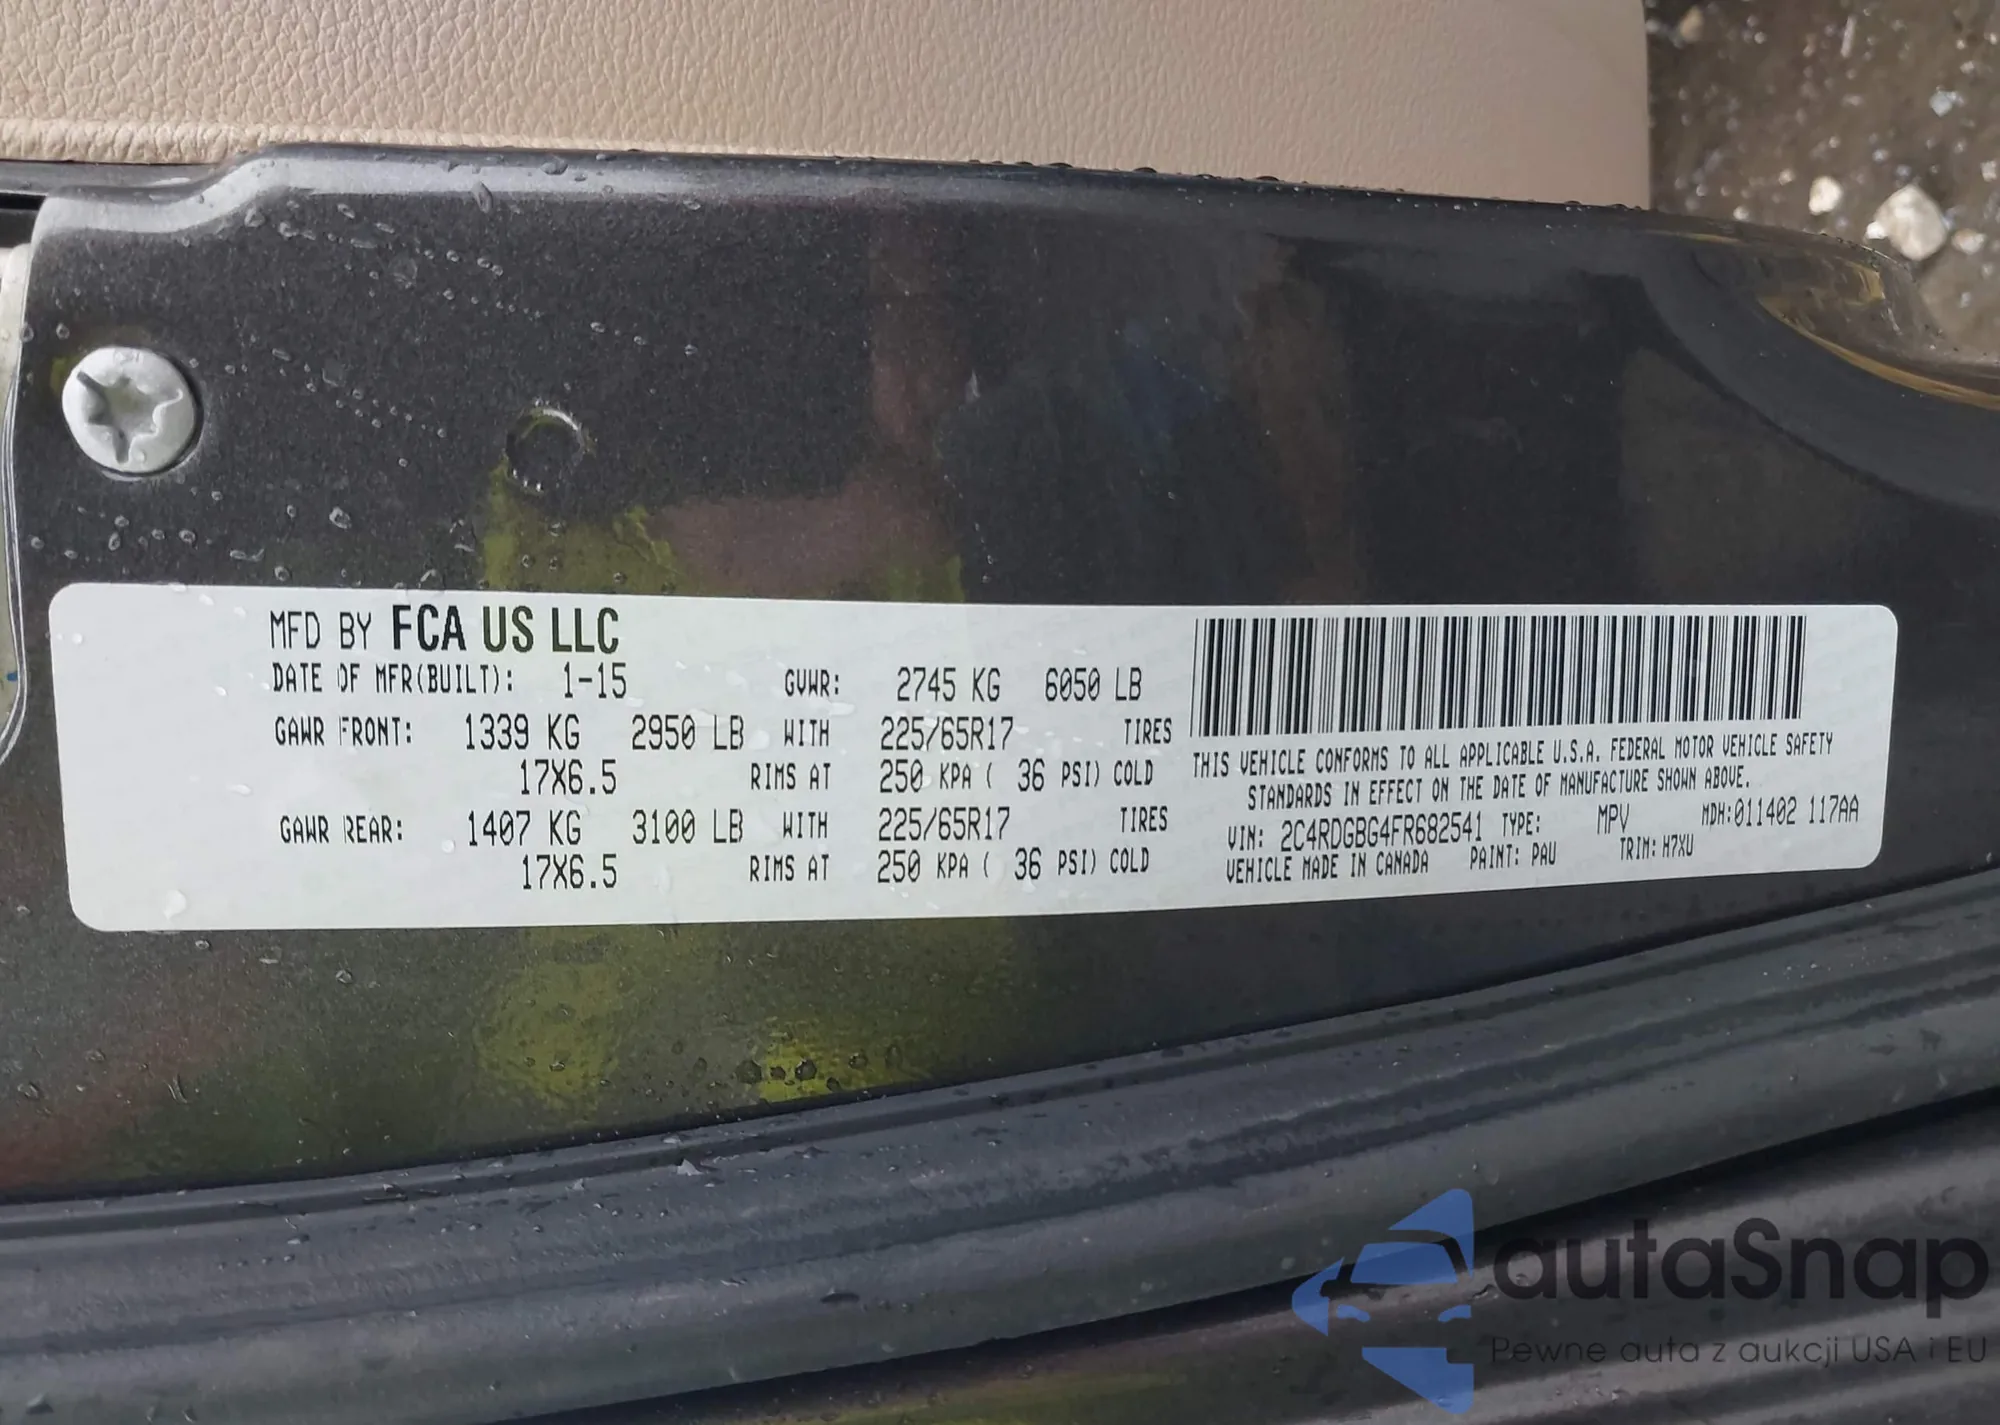 MFD BY FCA US LLC
DATE OF MFR(BUILT): 1-15 GVWR: 2745 KG 6050 LB
GAWR FRONT: 1339 KG 2950 LB WITH 225/65R17 TIRES
17X6.5 RIMS AT 250 KPA ( 36 PSI) COLD
GAWR REAR: 1407 KG 3100 LB WITH 225/65R17 TIRES
17X6.5 RIMS AT 250 KPA ( 36 PSI) COLD
THIS VEHICLE CONFORMS TO ALL APPLICABLE U.S.A. FEDERAL MOTOR VEHICLE SAFETY
STANDARDS IN EFFECT ON THE DATE OF MANUFACTURE SHOWN ABOVE.
VIN: 2C4RDGBG4FR682541 TYPE: MPV MDH:011402 117AA
VEHICLE MADE IN CANADA PAINT: PAU TRIM: H7XU
autaSnap
Pewne auta z aukcji USA i EU